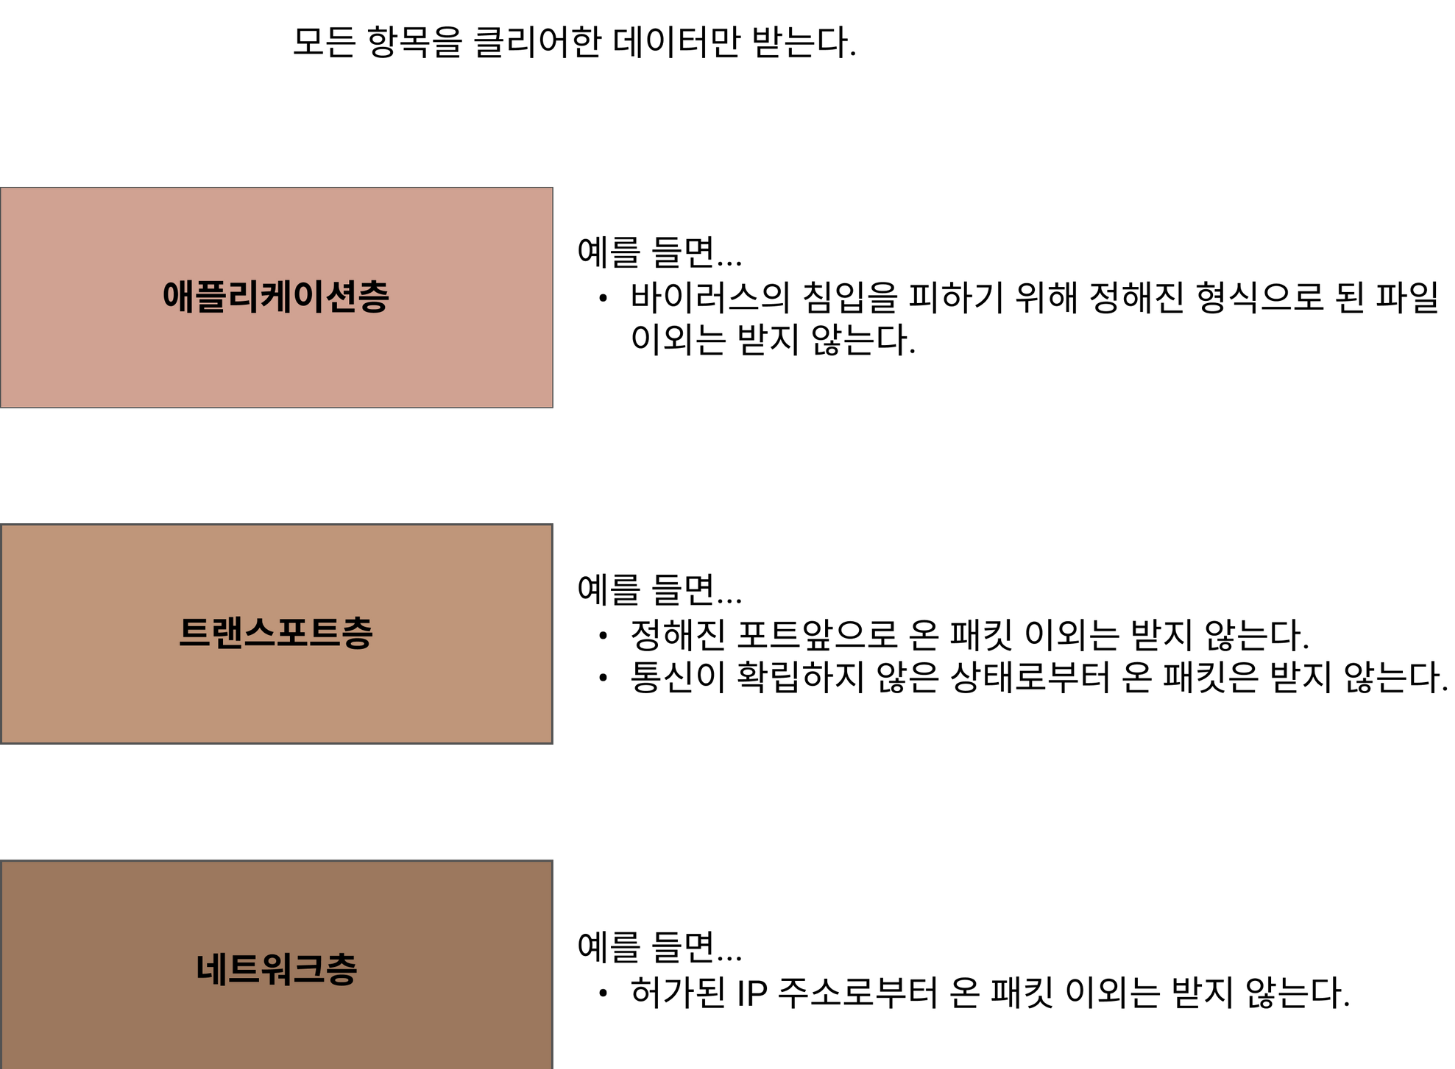 모든 항목을 클리어한 데이터만 받는다.
애플리케이션층
예를 들면...
• 바이러스의 침입을 피하기 위해 정해진 형식으로 된 파일
이외는 받지 않는다.
트랜스포트층
예를 들면...
• 정해진 포트앞으로 온 패킷 이외는 받지 않는다.
• 통신이 확립하지 않은 상태로부터 온 패킷은 받지 않는다.
네트워크층
예를 들면...
• 허가된 IP 주소로부터 온 패킷 이외는 받지 않는다.